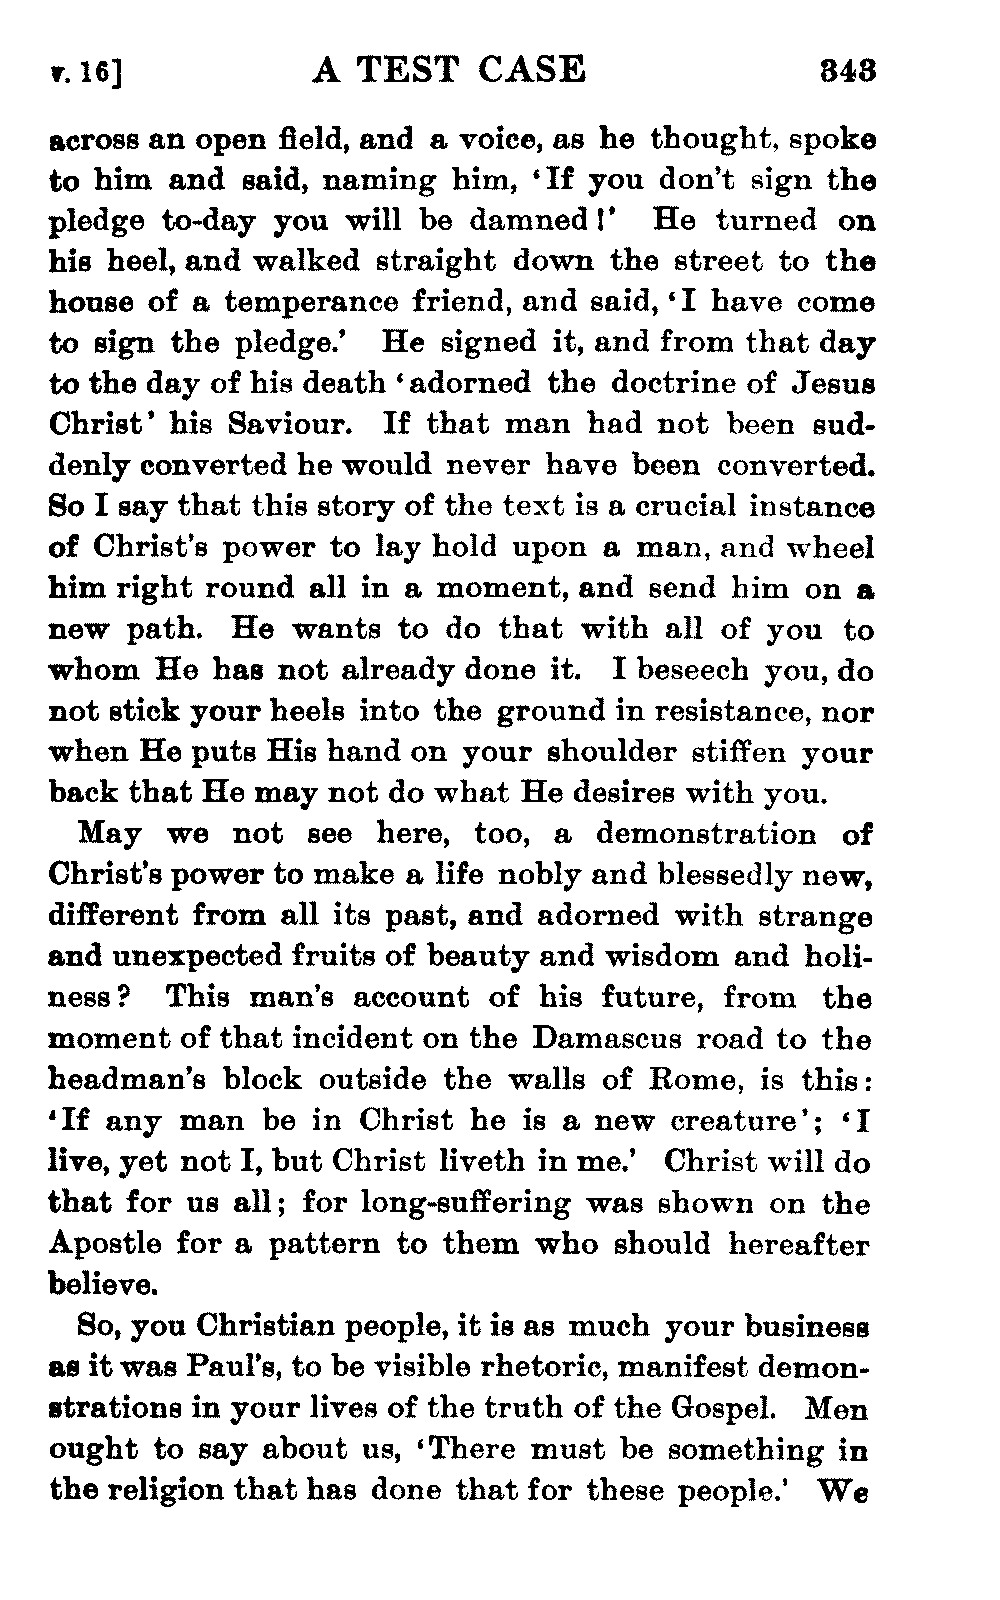 v. 16] A TEST CASE 343
across an open field, and a voice, as he thought, spoke
to him and said, naming him, ‘If you don’t sign the
pledge to-day you will be damned!’ He turned on
his heel, and walked straight down the street to the
house of a temperance friend, and said, ‘I have come
to sign the pledge.’ He signed it, and from that day
to the day of his death ‘adorned the doctrine of Jesus
Christ’ his Saviour. If that man had not been sud-
denly converted he would never have been converted.
So I say that this story of the text is a crucial instance
of Christ’s power to lay hold upon a man, and wheel
him right round all in a moment, and send him on a
new path. He wants to do that with all of you to
whom He has not already done it. I beseech you, do
not stick your heels into the ground in resistance, nor
when He puts His hand on your shoulder stiffen your
back that He may not do what He desires with you.
May we not see here, too, a demonstration of
Christ’s power to make a life nobly and blessedly new,
different from all its past, and adorned with strange
and unexpected fruits of beauty and wisdom and holi-
ness? This man’s account of his future, from the
moment of that incident on the Damascus road to the
headman’s block outside the walls of Rome, is this:
‘If any man be in Christ he is a new creature’; ‘I
live, yet not I, but Christ liveth in me.’ Christ will do
that for us all; for long-suffering was shown on the
Apostle for a pattern to them who should hereafter
believe.
So, you Christian people, it is as much your business
as it was Paul’s, to be visible rhetoric, manifest demon-
strations in your lives of the truth of the Gospel. Men
ought to say about us, ‘There must be something in
the religion that has done that for these people.’ We